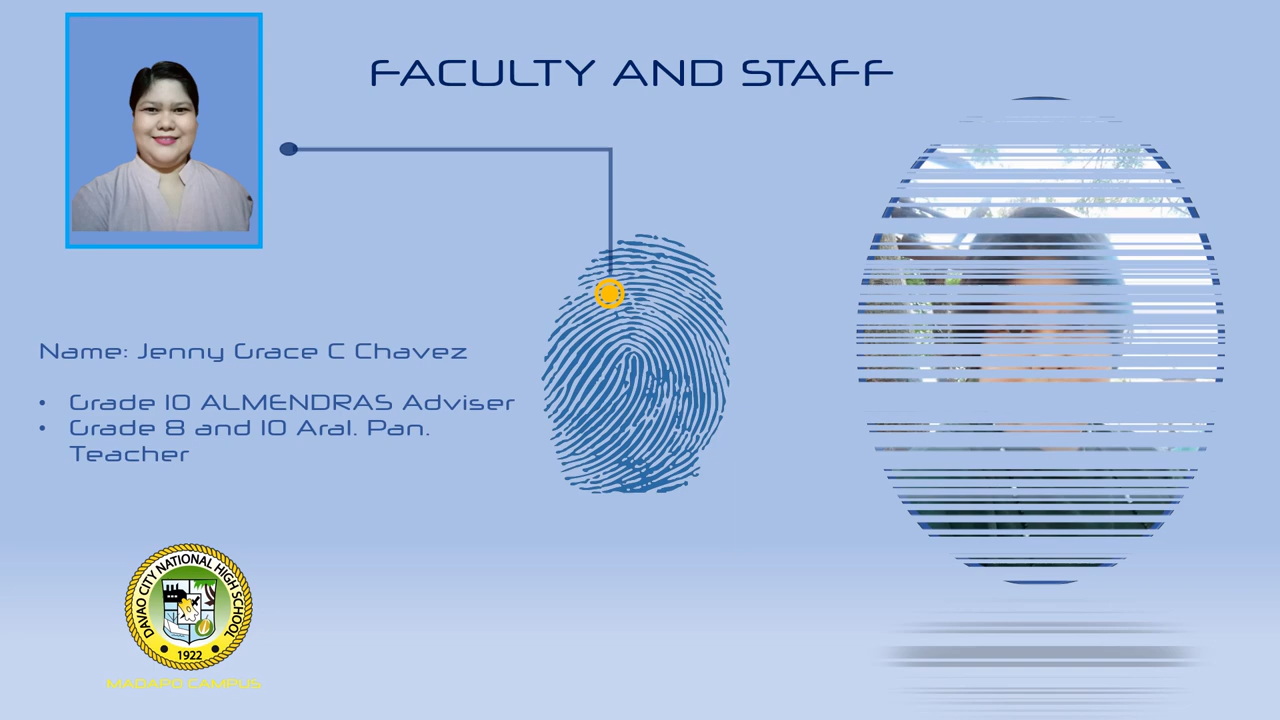 FACULTY AND STAFF
Name: Jenny Grace C Chavez
• Grade 10 ALMENDRAS Adviser
• Grade 8 and 10 Aral. Pan.
Teacher
DAVAO CITY NATIONAL HIGH SCHOOL
1922
MADAPO CAMPUS